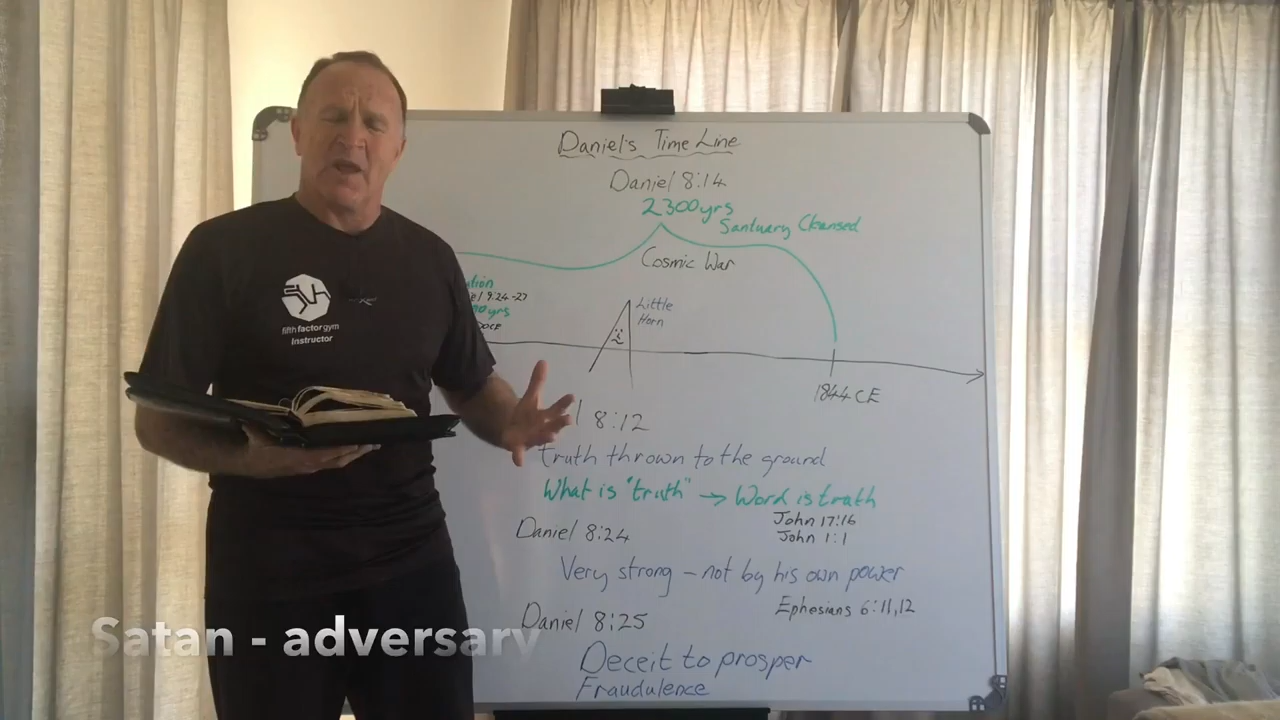 Daniel's Time Line
Daniel 8:14
2300yrs
Santuary Cleansed
Cosmic War
9:24-27
Little
Horn
1844 CE
8:12
Truth thrown to the ground
What is "truth" → Word is truth
John 17:16
John 1:1
Daniel 8:24
Very strong - not by his own power
Ephesians 6:11,12
Daniel 8:25
Deceit to prosper
Fraudulence
fifth factor gym
Instructor
Satan - adversary